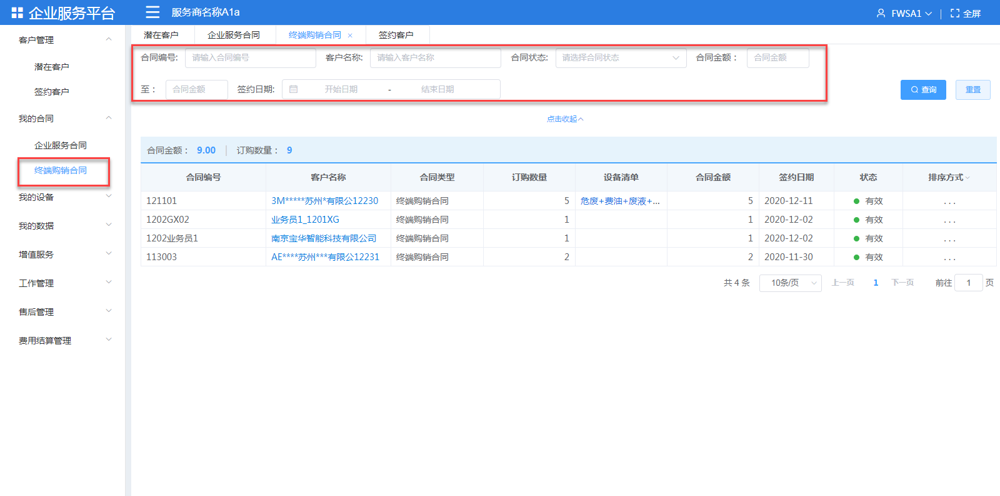 企业服务平台 服务商名称A1a FWSA1 全屏
客户管理
潜在客户
签约客户
我的合同
企业服务合同
终端购销合同
我的设备
我的数据
增值服务
工作管理
售后管理
费用结算管理
潜在客户 企业服务合同 终端购销合同 × 签约客户
合同编号: 请输入合同编号 客户名称: 请输入客户名称 合同状态: 请选择合同状态 合同金额： 合同金额
至： 合同金额 签约日期: 开始日期 - 结束日期 查询 重置
点击收起
合同金额： 9.00 | 订购数量： 9
合同编号 客户名称 合同类型 订购数量 设备清单 合同金额 签约日期 状态 排序方式
121101 3M*****苏州*有限公12230 终端购销合同 5 危废+费油+废液+... 5 2020-12-11 有效 ...
1202GX02 业务员1_1201XG 终端购销合同 1 1 2020-12-02 有效 ...
1202业务员1 南京宝华智能科技有限公司 终端购销合同 1 1 2020-12-02 有效 ...
113003 AE****苏州***有限公12231 终端购销合同 2 2 2020-11-30 有效 ...
共 4 条 10条/页 上一页 1 下一页 前往 1 页